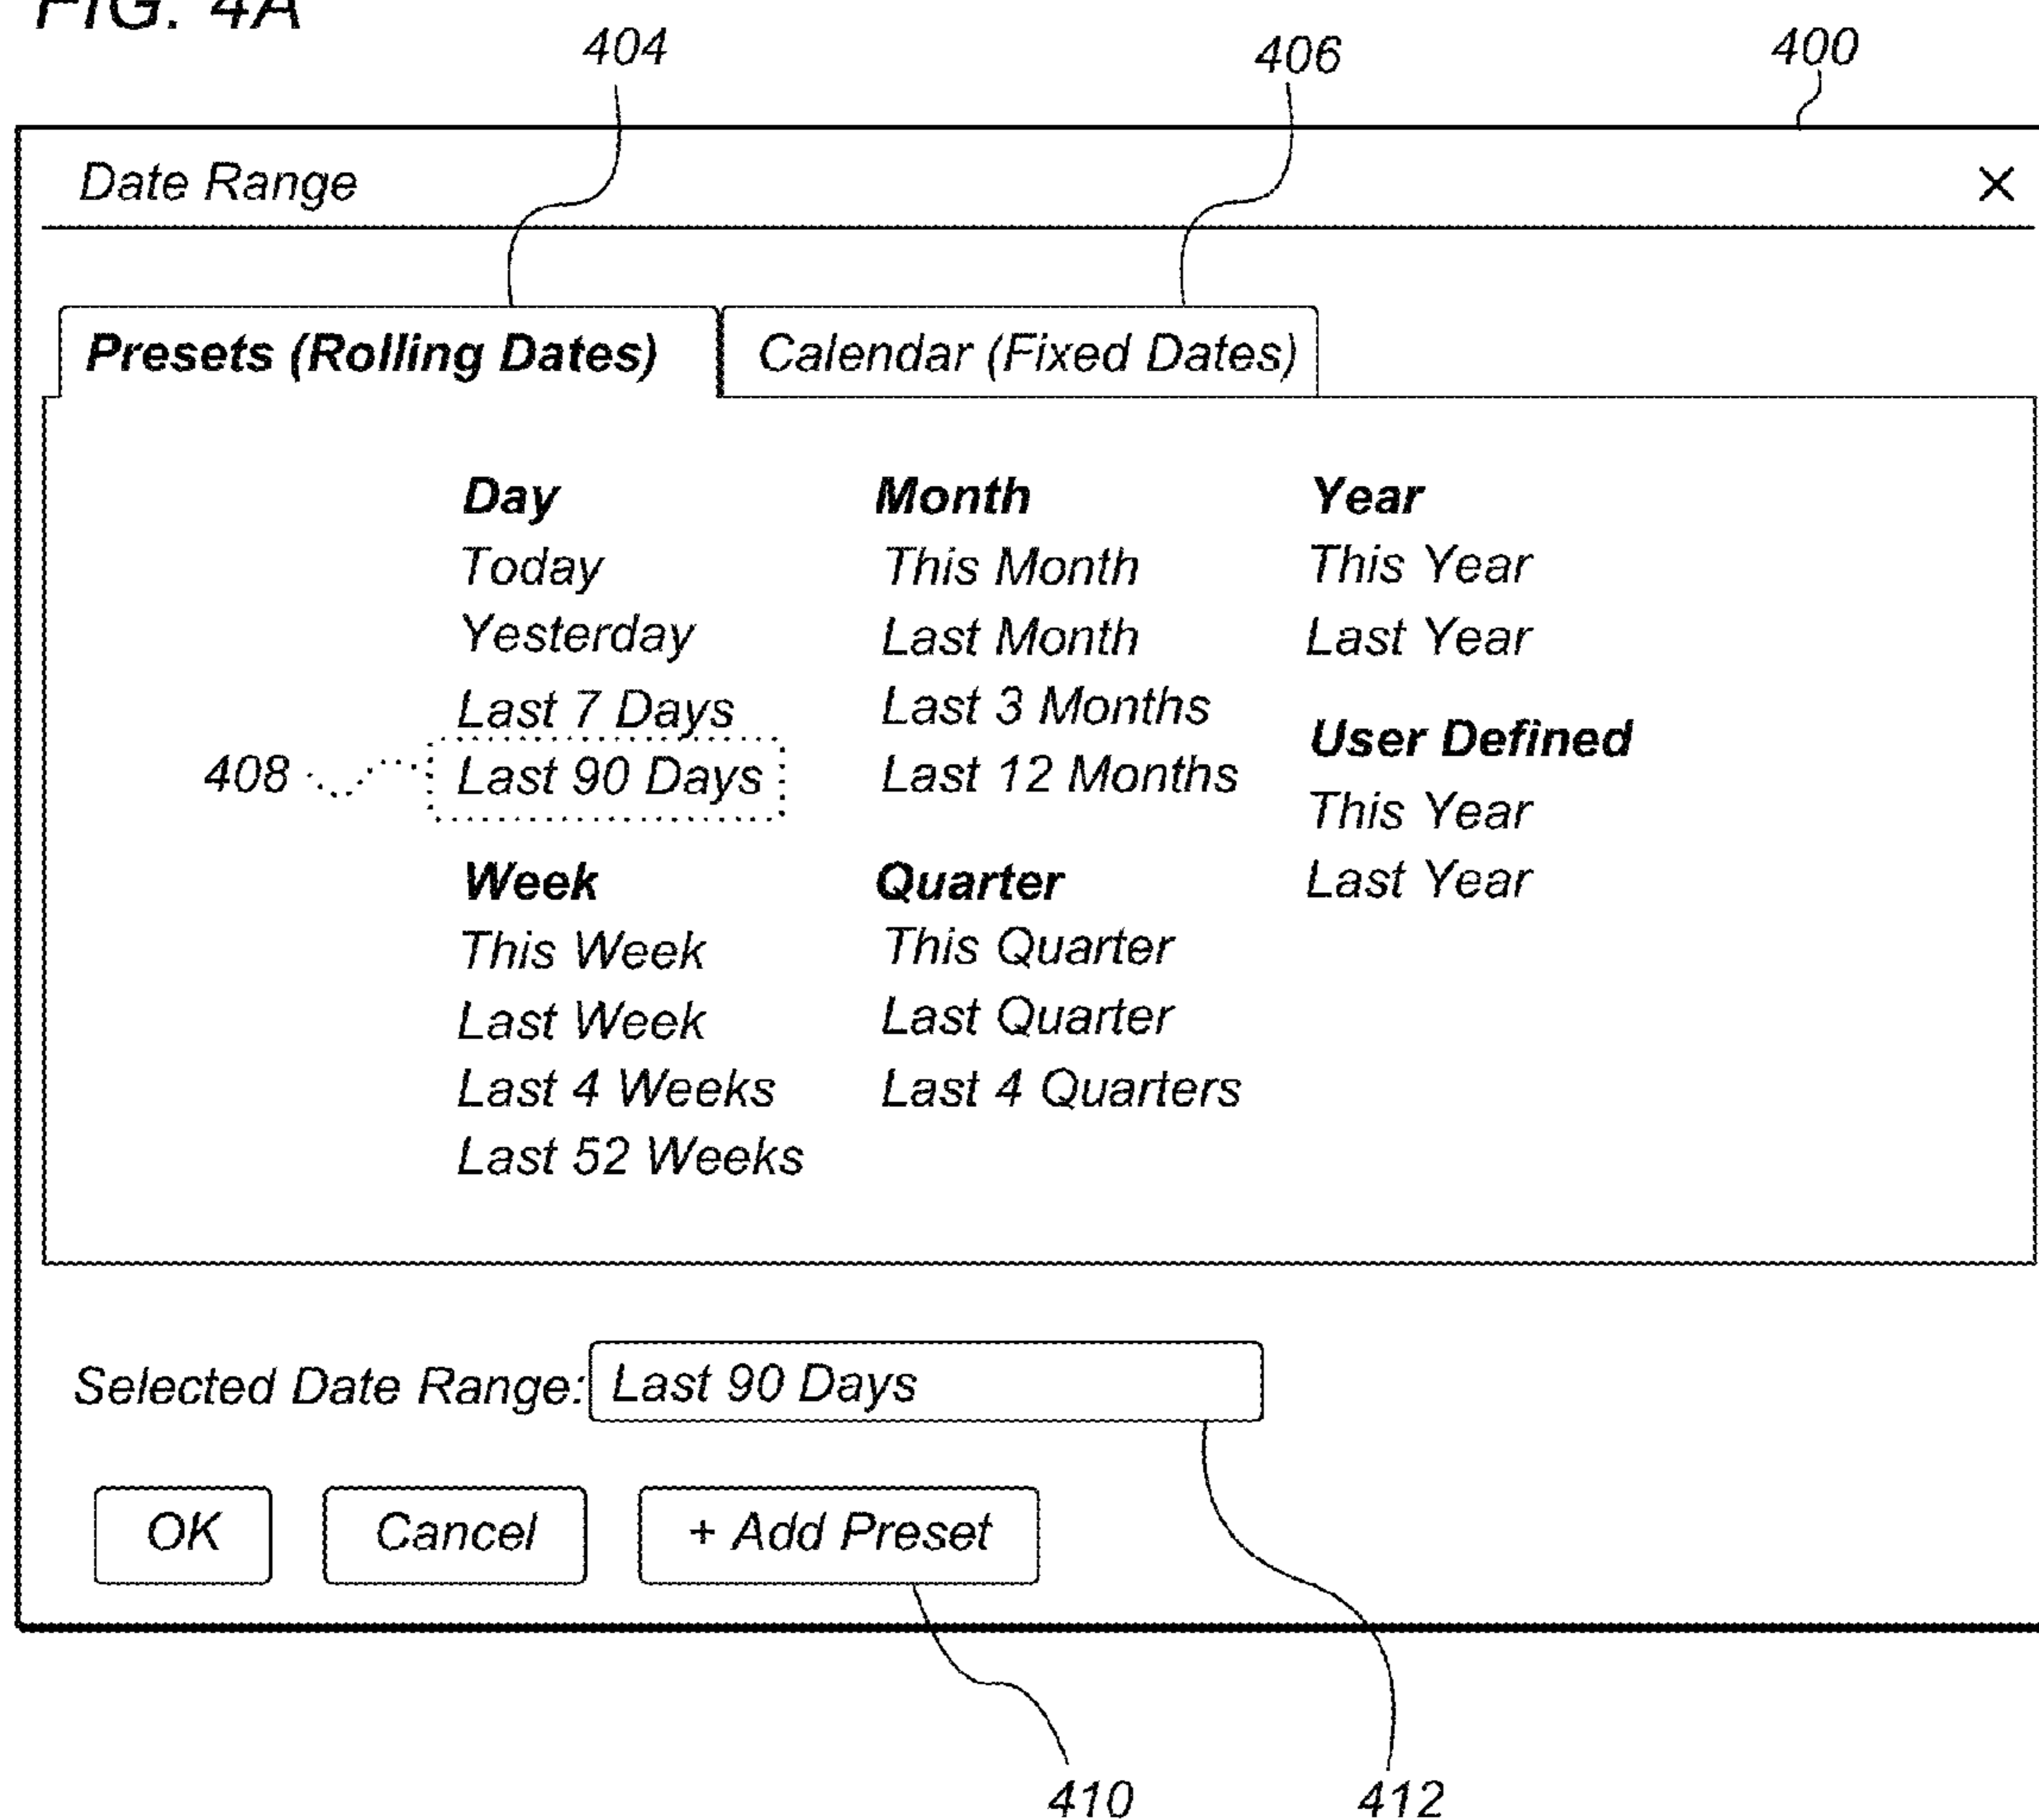 FIG. 4A
404
406
400
Date Range
×
Presets (Rolling Dates)
Calendar (Fixed Dates)
Day
Today
Yesterday
Last 7 Days
408
Last 90 Days
Week
This Week
Last Week
Last 4 Weeks
Last 52 Weeks
Month
This Month
Last Month
Last 3 Months
Last 12 Months
Quarter
This Quarter
Last Quarter
Last 4 Quarters
Year
This Year
Last Year
User Defined
This Year
Last Year
Selected Date Range: Last 90 Days
OK
Cancel
+ Add Preset
410
412